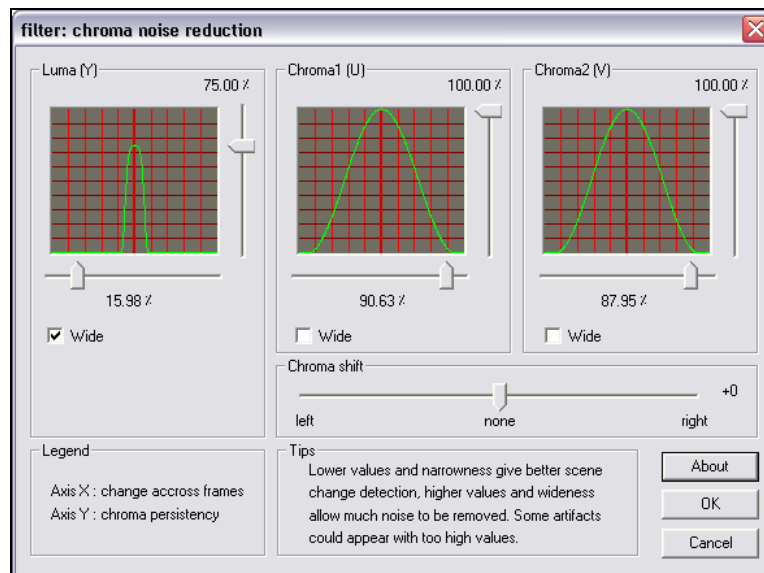 filter: chroma noise reduction
Luma (Y)
75.00 %
15.98 %
Wide
Chroma1 (U)
100.00 %
90.63 %
Wide
Chroma2 (V)
100.00 %
87.95 %
Wide
Chroma shift
+0
left none right
Legend
Axis X : change accross frames
Axis Y : chroma persistency
Tips
Lower values and narrowness give better scene
change detection, higher values and wideness
allow much noise to be removed. Some artifacts
could appear with too high values.
About
OK
Cancel